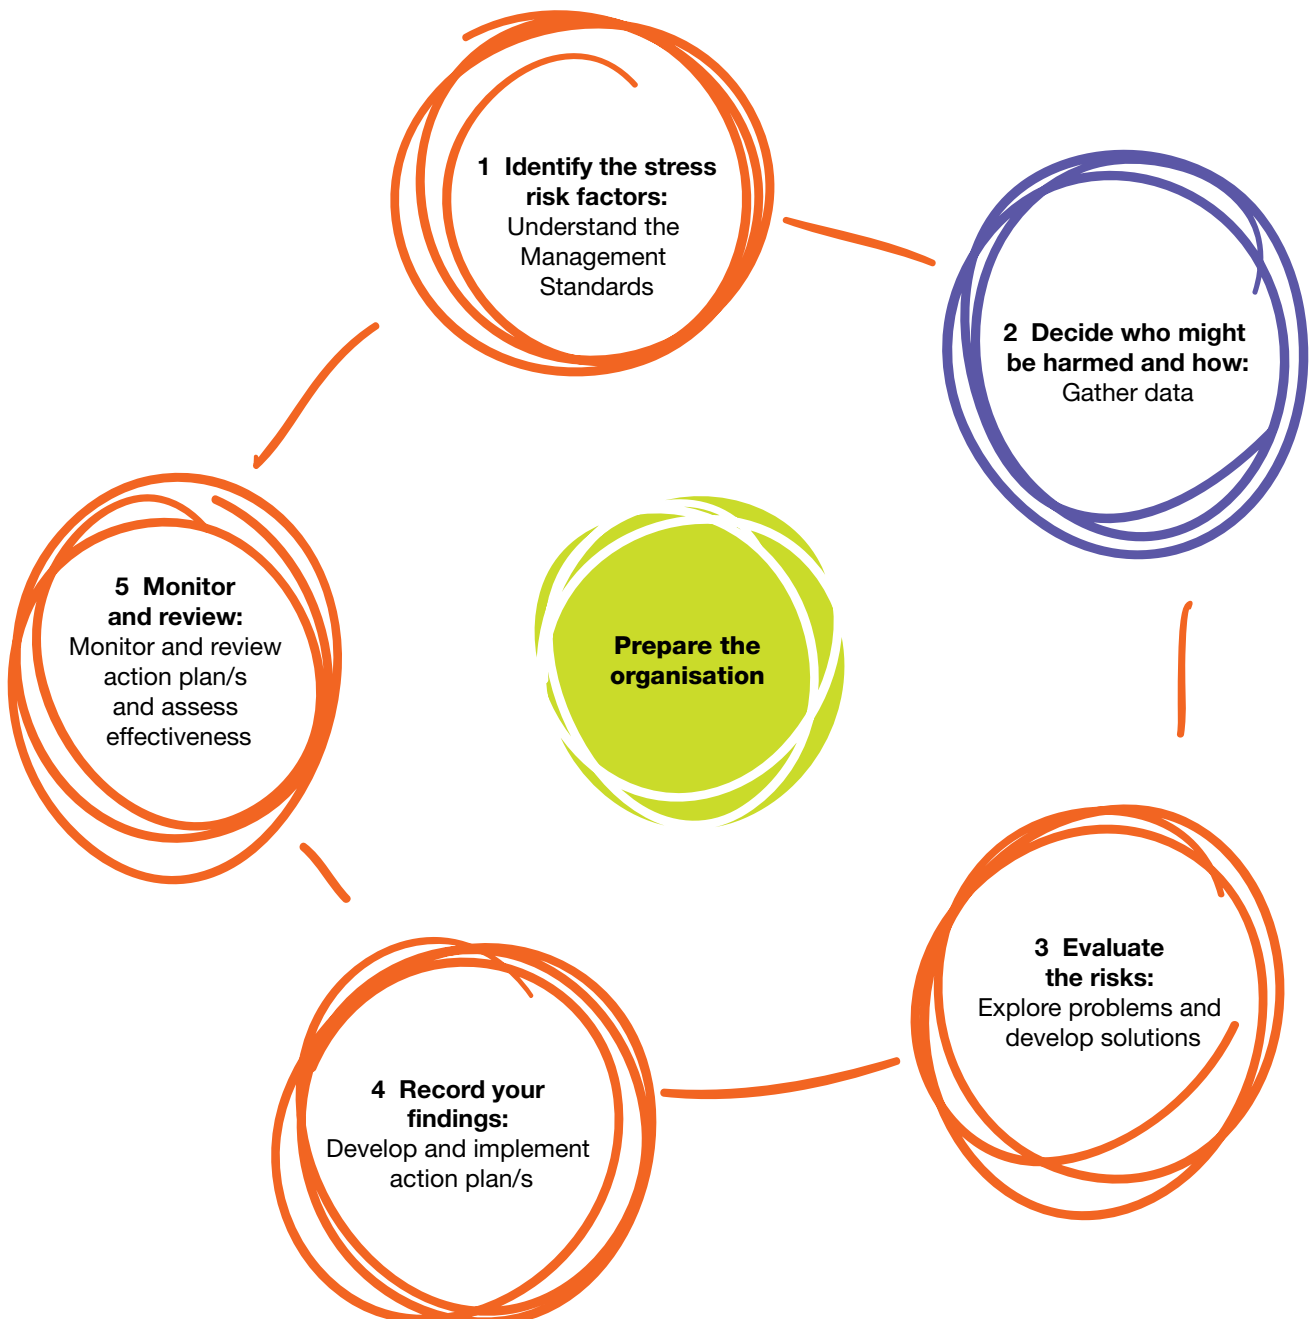 1 Identify the stress
risk factors:
Understand the
Management
Standards
2 Decide who might
be harmed and how:
Gather data
3 Evaluate
the risks:
Explore problems and
develop solutions
4 Record your
findings:
Develop and implement
action plan/s
5 Monitor
and review:
Monitor and review
action plan/s
and assess
effectiveness
Prepare the
organisation